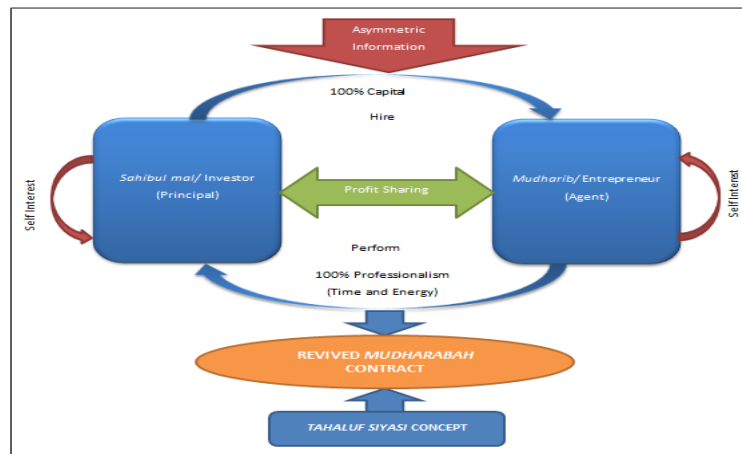 Asymmetric
Information
100% Capital
Hire
Self Interest
Sahibul mal/ Investor
(Principal)
Profit Sharing
Mudharib/ Entrepreneur
(Agent)
Self Interest
Perform
100% Professionalism
(Time and Energy)
REVIVED MUDHARABAH
CONTRACT
TAHALUF SIYASI CONCEPT